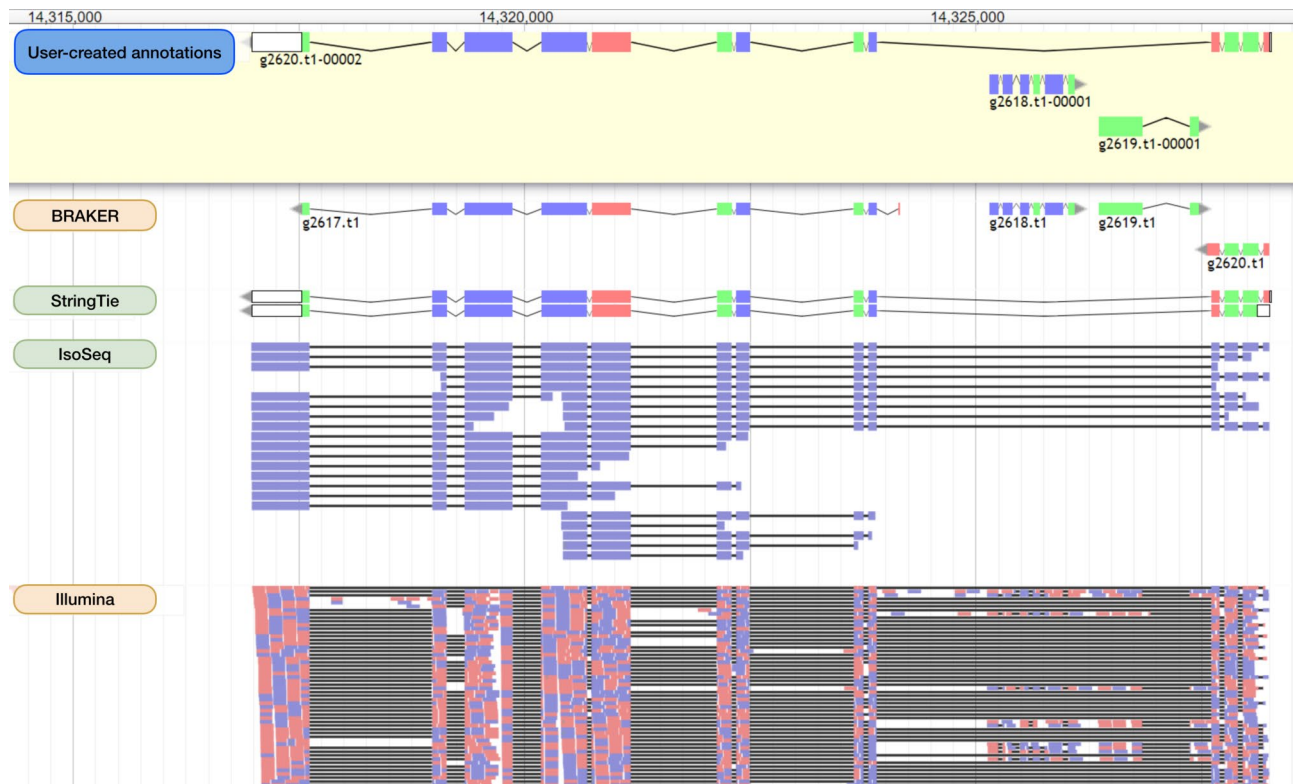 14,315,000 14,320,000 14,325,000
User-created annotations
g2620.t1-00002
g2618.t1-00001
g2619.t1-00001
BRAKER
g2617.t1 g2618.t1 g2619.t1
g2620.t1
StringTie
IsoSeq
Illumina